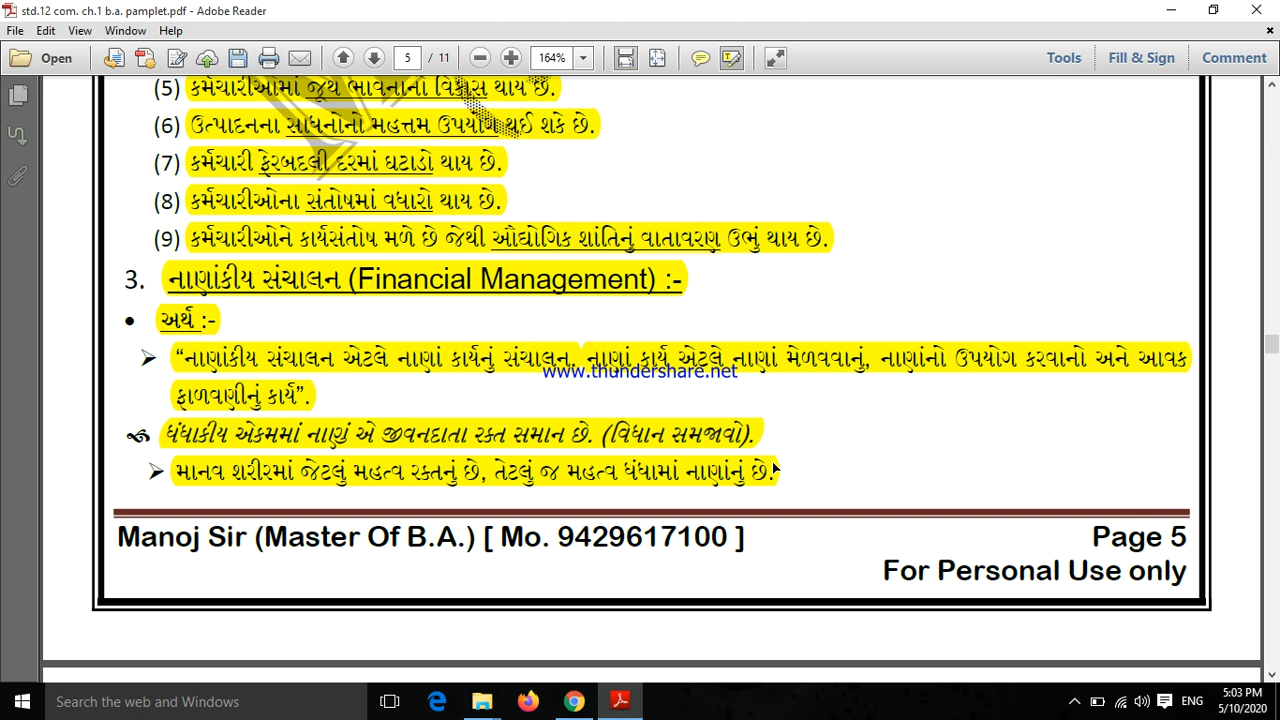 std.12 com. ch.1 b.a. pamplet.pdf - Adobe Reader
File Edit View Window Help
Open 5 / 11 164% Tools Fill & Sign Comment
(5) કર્મચારીઓમાં જૂથ ભાવનાનો વિકાસ થાય છે.
(6) ઉત્પાદનના સાધનોનો મહત્તમ ઉપયોગ થઈ શકે છે.
(7) કર્મચારી ફેરબદલી દરમાં ઘટાડો થાય છે.
(8) કર્મચારીઓના સંતોષમાં વધારો થાય છે.
(9) કર્મચારીઓને કાર્યસંતોષ મળે છે જેથી ઔદ્યોગિક શાંતિનું વાતાવરણ ઉભું થાય છે.
3. નાણાંકીય સંચાલન (Financial Management) :-
• અર્થ :-
➢ “નાણાંકીય સંચાલન એટલે નાણાં કાર્યનું સંચાલન, નાણાં કાર્ય એટલે નાણાં મેળવવાનું, નાણાંનો ઉપયોગ કરવાનો અને આવક
www.thundershare.net
ફાળવણીનું કાર્ય”.
ધંધાકીય એકમમાં નાણું એ જીવનદાતા રક્ત સમાન છે. (વિધાન સમજાવો).
➢ માનવ શરીરમાં જેટલું મહત્વ રક્તનું છે, તેટલું જ મહત્વ ધંધામાં નાણાંનું છે.
Manoj Sir (Master Of B.A.) [ Mo. 9429617100 ] Page 5
For Personal Use only
Search the web and Windows ENG 5:03 PM
5/10/2020